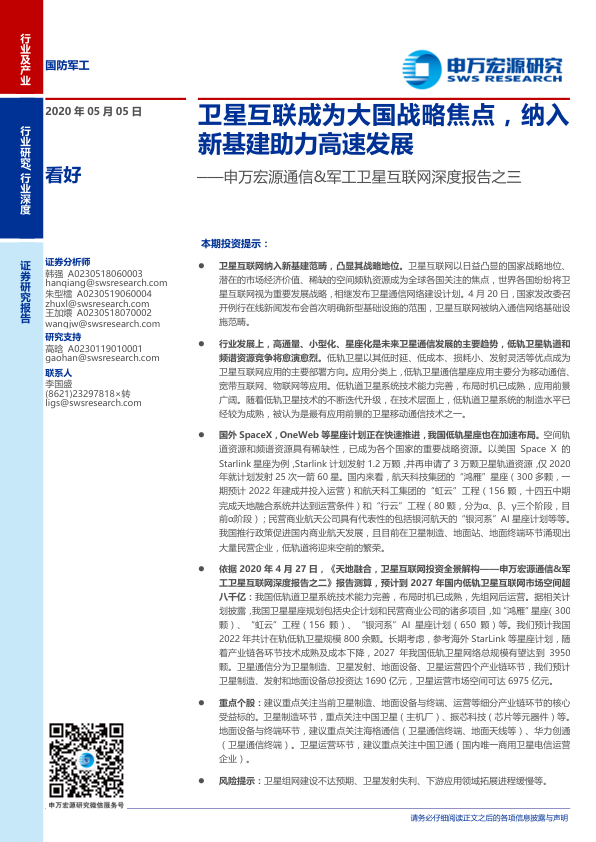 行业及产业
国防军工
申万宏源研究
SWS RESEARCH
行业研究/行业深度
证券研究报告
2020 年 05 月 05 日
看好
卫星互联成为大国战略焦点，纳入
新基建助力高速发展
——申万宏源通信&军工卫星互联网深度报告之三
证券分析师
韩强 A0230518060003
hanqiang@swsresearch.com
朱型檑 A0230519060004
zhuxl@swsresearch.com
王加煨 A0230518070002
wangjw@swsresearch.com
研究支持
高晗 A0230119010001
gaohan@swsresearch.com
联系人
李国盛
(8621)23297818×转
ligs@swsresearch.com
申万宏源研究微信服务号
本期投资提示：
● 卫星互联网纳入新基建范畴，凸显其战略地位。卫星互联网以日益凸显的国家战略地位、
潜在的市场经济价值、稀缺的空间频轨资源成为全球各国关注的焦点，世界各国纷纷将卫
星互联网视为重要发展战略，相继发布卫星通信网络建设计划。4 月 20 日，国家发改委召
开例行在线新闻发布会首次明确新型基础设施的范围，卫星互联网被纳入通信网络基础设
施范畴。
● 行业发展上，高通量、小型化、星座化是未来卫星通信发展的主要趋势，低轨卫星轨道和
频谱资源竞争将愈演愈烈。低轨卫星以其低时延、低成本、损耗小、发射灵活等优点成为
卫星互联网应用的主要部署方向。应用分类上，低轨卫星通信星座应用主要分为移动通信、
宽带互联网、物联网等应用。低轨道卫星系统技术能力完善，布局时机已成熟，应用前景
广阔。随着低轨卫星技术的不断迭代升级，在技术层面上，低轨道卫星系统的制造水平已
经较为成熟，被认为是最有应用前景的卫星移动通信技术之一。
● 国外 SpaceX，OneWeb 等星座计划正在快速推进，我国低轨星座也在加速布局。空间轨
道资源和频谱资源具有稀缺性，已成为各个国家的重要战略资源。以美国 Space X 的
Starlink 星座为例，Starlink 计划发射 1.2 万颗，并再申请了 3 万颗卫星轨道资源，仅 2020
年就计划发射 25 次一箭 60 星。国内来看，航天科技集团的“鸿雁”星座（300 多颗，一
期预计 2022 年建成并投入运营）和航天科工集团的“虹云”工程（156 颗，十四五中期
完成天地融合系统并达到运营条件）和“行云”工程（80 颗，分为α、β、γ三个阶段，目
前α阶段）；民营商业航天公司具有代表性的包括银河航天的“银河系”AI 星座计划等等。
我国推行政策促进国内商业航天发展，且目前在卫星制造、地面站、地面终端环节涌现出
大量民营企业，低轨道将迎来空前的繁荣。
● 依据 2020 年 4 月 27 日，《天地融合，卫星互联网投资全景解构——申万宏源通信&军
工卫星互联网深度报告之二》报告测算，预计到 2027 年国内低轨卫星互联网市场空间超
八千亿：我国低轨道卫星系统技术能力完善，布局时机已成熟，先组网后运营。据相关计
划披露，我国卫星星座规划包括央企计划和民营商业公司的诸多项目，如“鸿雁”星座（300
颗）、“虹云”工程（156 颗）、“银河系”AI 星座计划（650 颗）等。我们预计我国
2022 年共计在轨低轨卫星规模 800 余颗。长期考虑，参考海外 StarLink 等星座计划，随
着产业链各环节技术成熟及成本下降，2027 年我国低轨卫星网络总规模有望达到 3950
颗。卫星通信分为卫星制造、卫星发射、地面设备、卫星运营四个产业链环节，我们预计
卫星制造、发射和地面设备总投资达 1690 亿元，卫星运营市场空间可达 6975 亿元。
● 重点个股：建议重点关注当前卫星制造、地面设备与终端、运营等细分产业链环节的核心
受益标的。卫星制造环节，重点关注中国卫星（主机厂）、振芯科技（芯片等元器件）等。
地面设备与终端环节，建议重点关注海格通信（卫星通信终端、地面天线等）、华力创通
（卫星通信终端）。卫星运营环节，建议重点关注中国卫通（国内唯一商用卫星电信运营
企业）。
● 风险提示：卫星组网建设不达预期、卫星发射失利、下游应用领域拓展进程缓慢等。
请务必仔细阅读正文之后的各项信息披露与声明